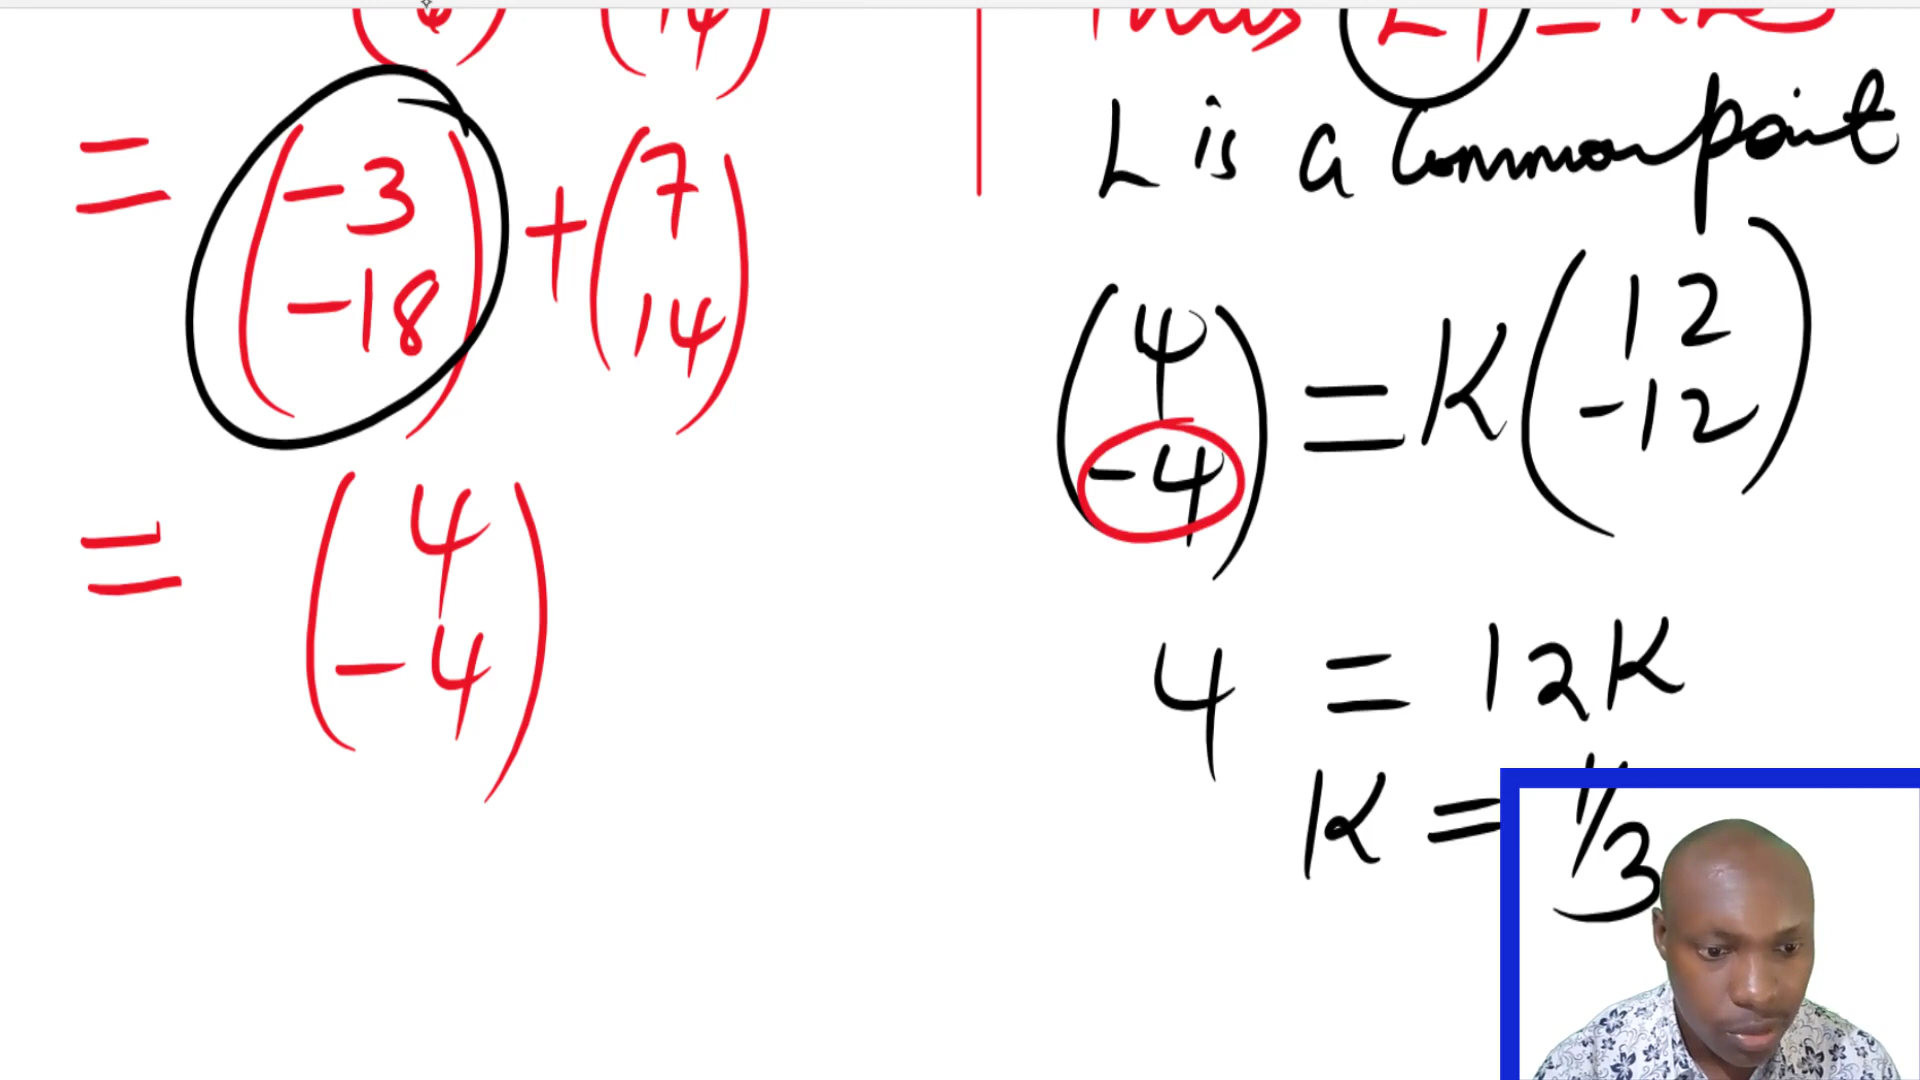 = (-3 -18) + (7 14)
= (4 -4)
L is a common point
(4 -4) = K (12 -12)
4 = 12K
K = 1/3